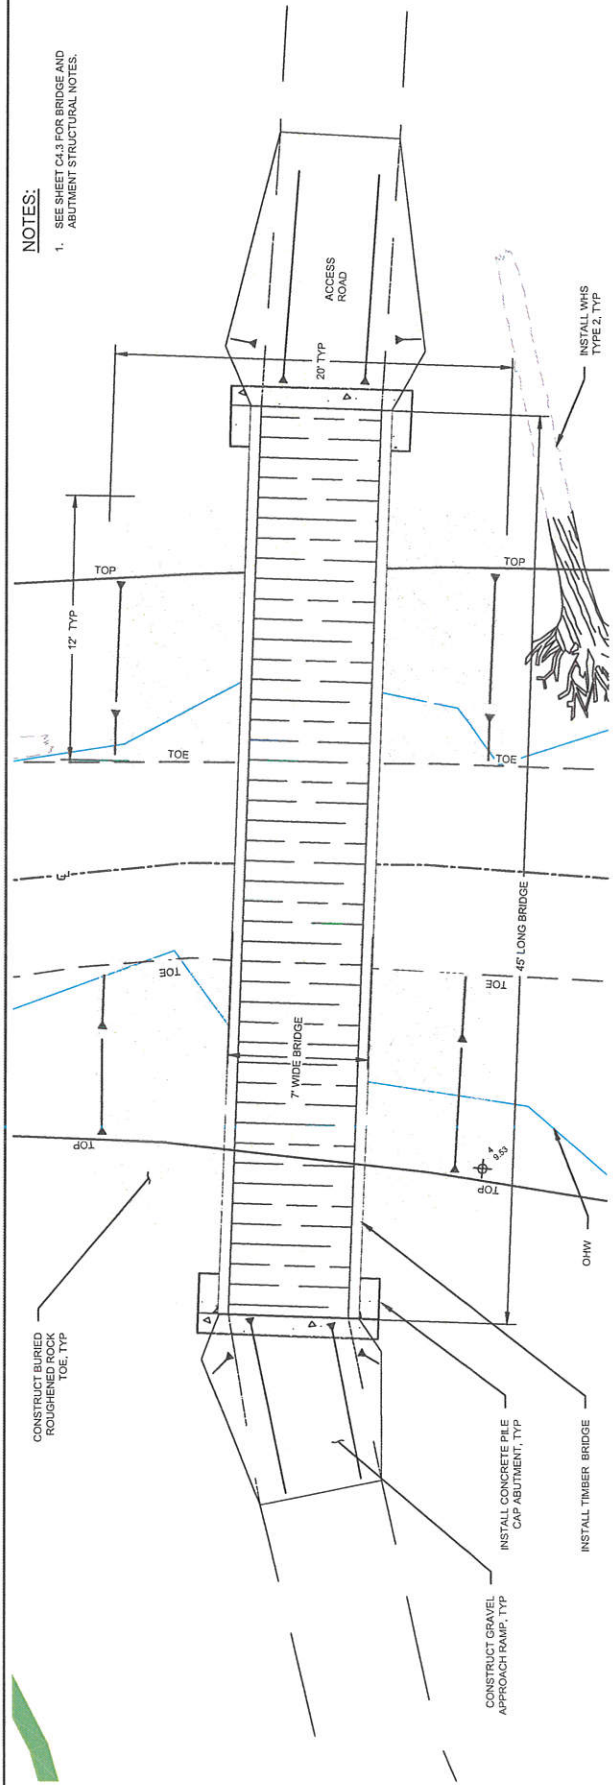 NOTES:
1. SEE SHEET C4.3 FOR BRIDGE AND
ABUTMENT STRUCTURAL NOTES.
ACCESS
ROAD
20' TYP
INSTALL WHS
TYPE 2, TYP
12' TYP
TOP
TOP
TOE
TOE
℄
45' LONG BRIDGE
TOE
TOE
7' WIDE BRIDGE
TOP
TOP
4
9.53
OHW
CONSTRUCT BURIED
ROUGHENED ROCK
TOE, TYP
INSTALL CONCRETE PILE
CAP ABUTMENT, TYP
INSTALL TIMBER BRIDGE
CONSTRUCT GRAVEL
APPROACH RAMP, TYP